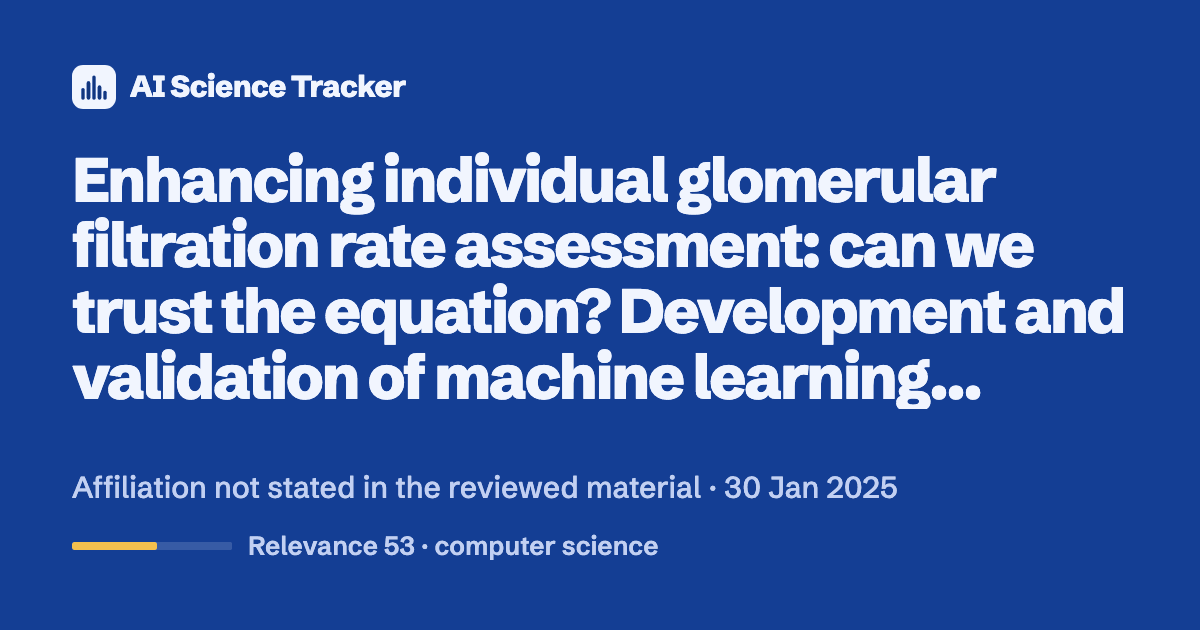 AI Science Tracker
Enhancing individual glomerular
filtration rate assessment: can we
trust the equation? Development and
validation of machine learning...
Affiliation not stated in the reviewed material · 30 Jan 2025
Relevance 53 · computer science